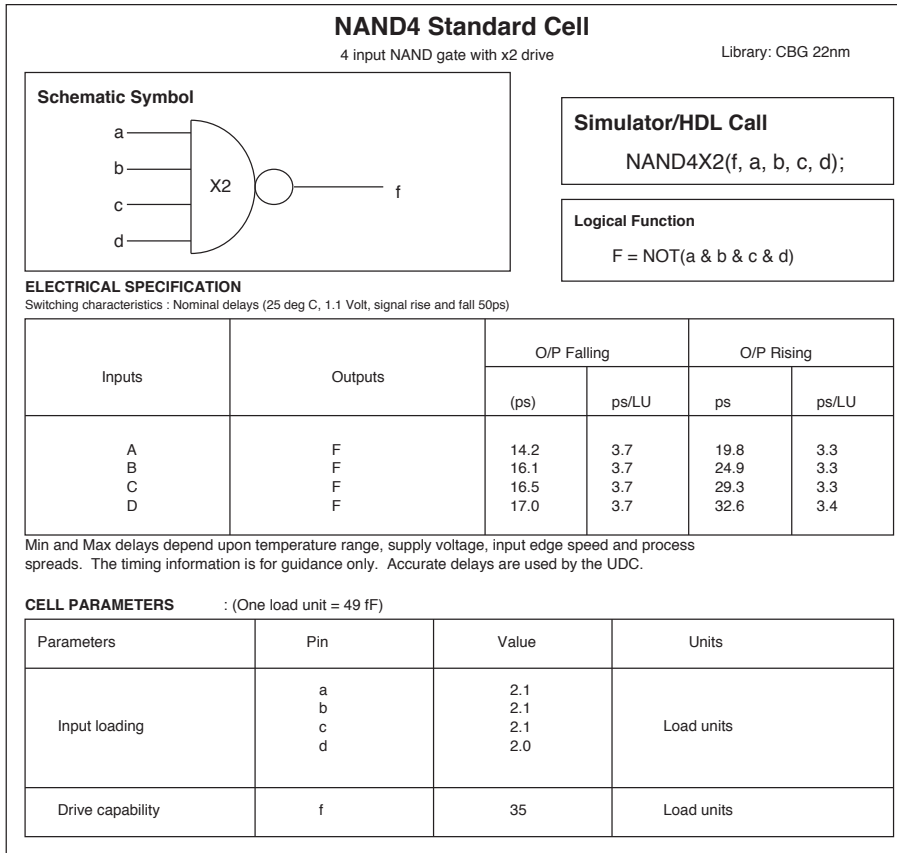 NAND4 Standard Cell
4 input NAND gate with x2 drive
Library: CBG 22nm
Schematic Symbol
a
b
c
d
X2
f
Simulator/HDL Call
NAND4X2(f, a, b, c, d);
Logical Function
F = NOT(a & b & c & d)
ELECTRICAL SPECIFICATION
Switching characteristics : Nominal delays (25 deg C, 1.1 Volt, signal rise and fall 50ps)
Inputs Outputs O/P Falling O/P Rising
(ps) ps/LU ps ps/LU
A F 14.2 3.7 19.8 3.3
B F 16.1 3.7 24.9 3.3
C F 16.5 3.7 29.3 3.3
D F 17.0 3.7 32.6 3.4
Min and Max delays depend upon temperature range, supply voltage, input edge speed and process
spreads. The timing information is for guidance only. Accurate delays are used by the UDC.
CELL PARAMETERS : (One load unit = 49 fF)
Parameters Pin Value Units
Input loading
a 2.1
b 2.1
c 2.1
d 2.0
Load units
Drive capability f 35 Load units